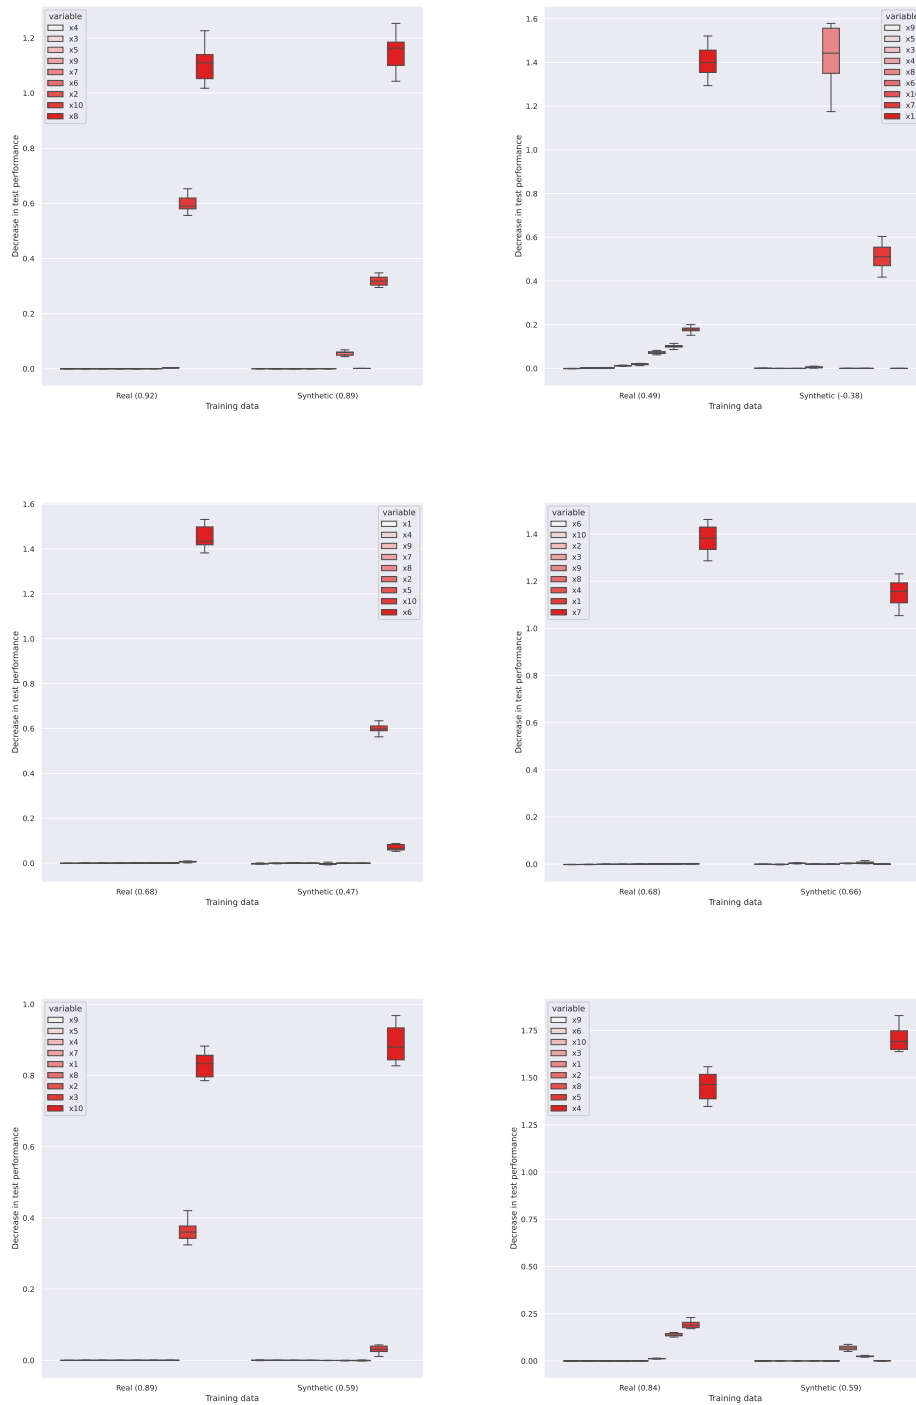 variable
x4
x3
x5
x9
x7
x6
x2
x10
x8
1.2
1.0
0.8
0.6
0.4
0.2
0.0
Decrease in test performance
Real (0.92)
Synthetic (0.89)
Training data
variable
x9
x5
x3
x4
x8
x6
x7
1.6
1.4
1.2
1.0
0.8
0.6
0.4
0.2
0.0
Decrease in test performance
Real (0.49)
Synthetic (-0.38)
Training data
variable
x1
x4
x9
x7
x8
x2
x5
x10
x6
1.6
1.4
1.2
1.0
0.8
0.6
0.4
0.2
0.0
Decrease in test performance
Real (0.68)
Synthetic (0.47)
Training data
variable
x6
x10
x2
x3
x9
x8
x4
x1
x7
1.4
1.2
1.0
0.8
0.6
0.4
0.2
0.0
Decrease in test performance
Real (0.68)
Synthetic (0.66)
Training data
variable
x9
x5
x4
x7
x1
x8
x2
x3
x10
1.0
0.8
0.6
0.4
0.2
0.0
Decrease in test performance
Real (0.89)
Synthetic (0.59)
Training data
variable
x9
x6
x10
x3
x1
x2
x8
x5
x4
1.75
1.50
1.25
1.00
0.75
0.50
0.25
0.00
Decrease in test performance
Real (0.84)
Synthetic (0.59)
Training data